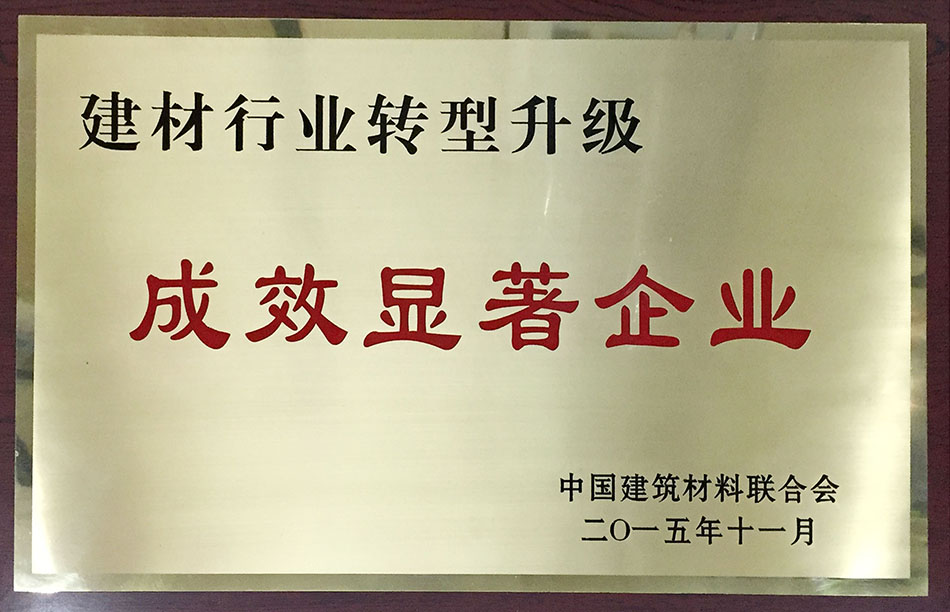 建材行业转型升级
成效显著企业
中国建筑材料联合会
二〇一五年十一月